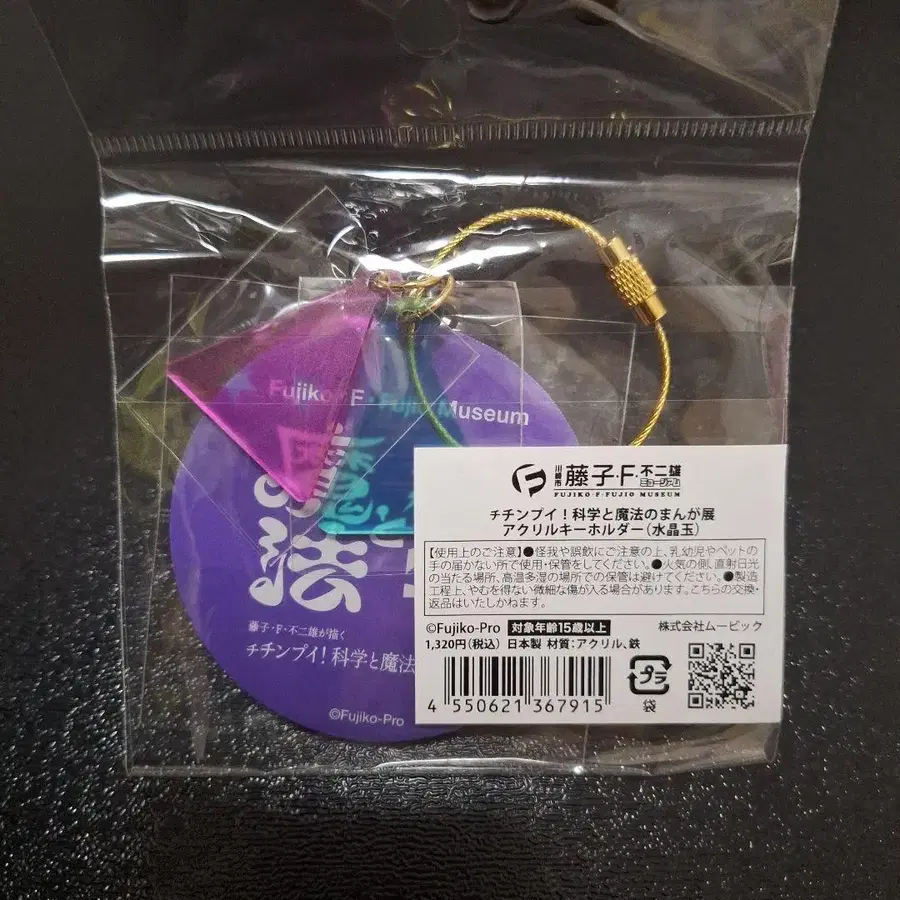 Fujiko・F・Fujio Museum
魔
法
藤子・F・不二雄が描く
チチンプイ!科学と魔法
©Fujiko-Pro
川崎市 藤子・F・不二雄ミュージアム
FUJIKO・F・FUJIO MUSEUM
チチンプイ!科学と魔法のまんが展
アクリルキーホルダー(水晶玉)
【使用上のご注意】●怪我や誤飲にご注意の上、乳幼児やペットの
手の届かない所で使用・保管をしてください。●火気の側、直射日光
の当たる場所、高温多湿の場所での保管は避けてください。●製造
工程上、やむを得ない微細な傷が入る場合があります。こちらの交換・
返品はいたしかねます。
©Fujiko-Pro 対象年齢15歳以上 株式会社ムービック
1,320円(税込) 日本製 材質:アクリル、鉄
4 550621 367915
プラ
袋